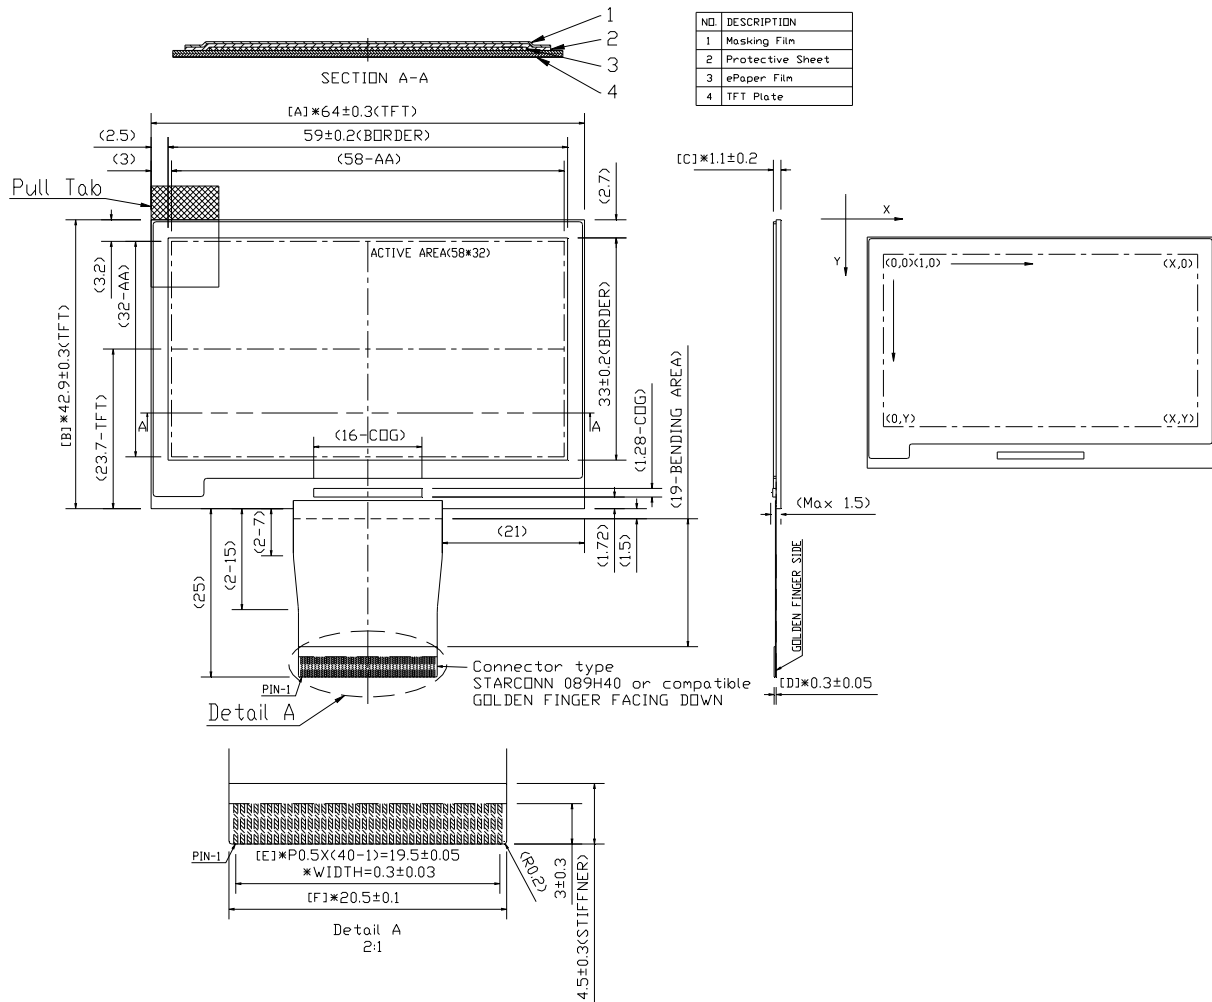 1
2
3
4
SECTION A-A
NO. DESCRIPTION
1 Masking Film
2 Protective Sheet
3 ePaper Film
4 TFT Plate
[A]*64±0.3(TFT)
(2.5)
59±0.2(BORDER)
(3)
(58-AA)
(2.7)
[C]*1.1±0.2
Pull Tab
ACTIVE AREA(58*32)
(3.2)
(32-AA)
[B]*42.9±0.3(TFT)
(23.7-TFT)
33±0.2(BORDER)
(1.28-COG)
(19-BENDING AREA)
A
A
(16-COG)
X
Y
(0,0)(1,0)
(X,0)
(0,Y)
(X,Y)
(Max 1.5)
(21)
(1.72)
(1.5)
(2-7)
(2-15)
(25)
GOLDEN FINGER SIDE
Connector type
STARCONN 089H40 or compatible
GOLDEN FINGER FACING DOWN
[D]*0.3±0.05
PIN-1
Detail A
PIN-1
[E]*P0.5X(40-1)=19.5±0.05
*WIDTH=0.3±0.03
(R0.2)
3±0.3
4.5±0.3(STIFFNER)
[F]*20.5±0.1
Detail A
2:1